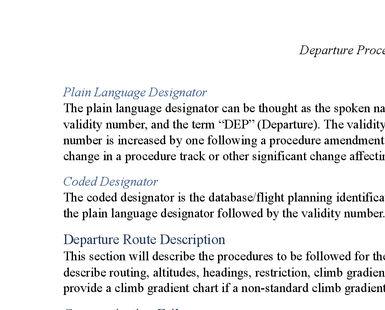 Departure Proce
Plain Language Designator
The plain language designator can be thought as the spoken na
validity number, and the term “DEP” (Departure). The validity
number is increased by one following a procedure amendment
change in a procedure track or other significant change affectin
Coded Designator
The coded designator is the database/flight planning identifica
the plain language designator followed by the validity number.
Departure Route Description
This section will describe the procedures to be followed for the
describe routing, altitudes, headings, restriction, climb gradien
provide a climb gradient chart if a non-standard climb gradient